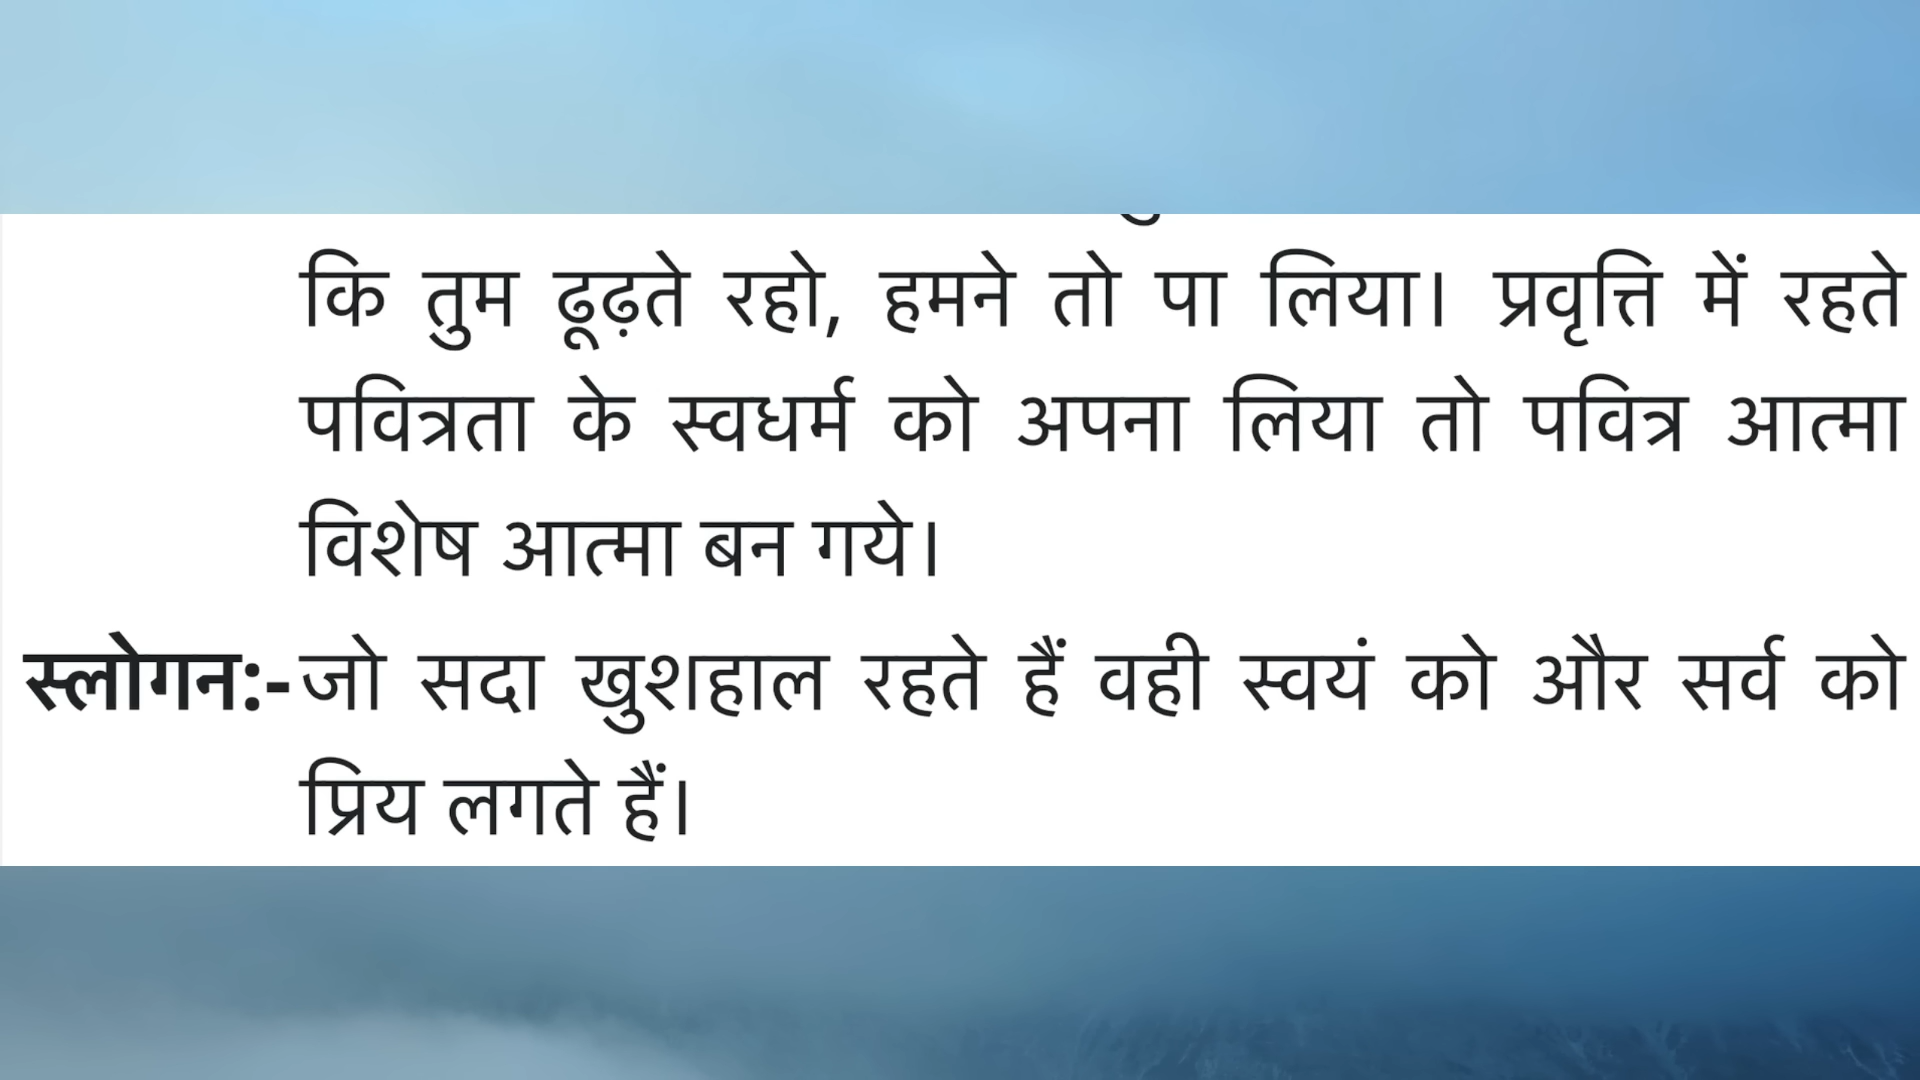 कि तुम ढूढ़ते रहो, हमने तो पा लिया। प्रवृत्ति में रहते
पवित्रता के स्वधर्म को अपना लिया तो पवित्र आत्मा
विशेष आत्मा बन गये।
स्लोगन:-जो सदा खुशहाल रहते हैं वही स्वयं को और सर्व को
प्रिय लगते हैं।